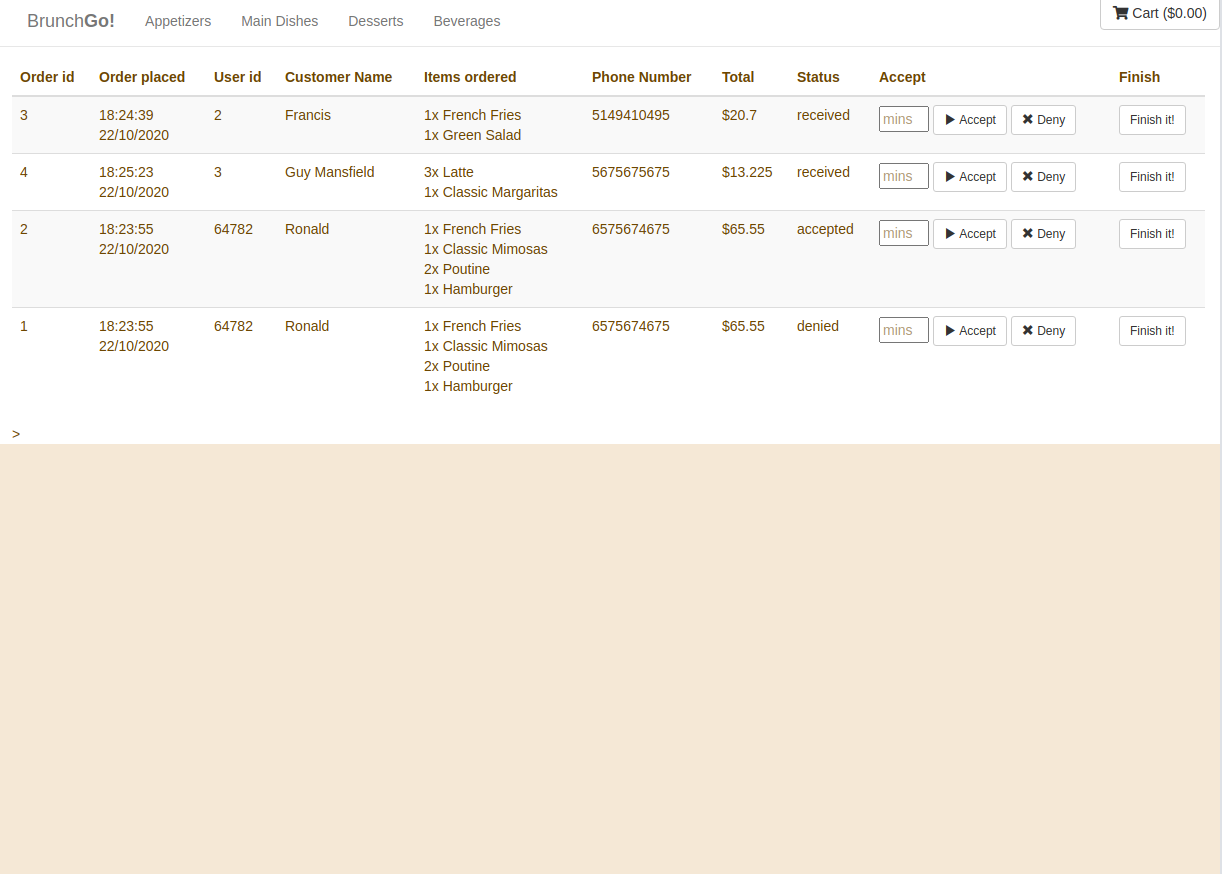 BrunchGo! Appetizers Main Dishes Desserts Beverages Cart ($0.00)
Order id Order placed User id Customer Name Items ordered Phone Number Total Status Accept Finish
3 18:24:39 2 Francis 1x French Fries 5149410495 $20.7 received mins Accept Deny Finish it!
22/10/2020 1x Green Salad
4 18:25:23 3 Guy Mansfield 3x Latte 5675675675 $13.225 received mins Accept Deny Finish it!
22/10/2020 1x Classic Margaritas
2 18:23:55 64782 Ronald 1x French Fries 6575674675 $65.55 accepted mins Accept Deny Finish it!
22/10/2020 1x Classic Mimosas
2x Poutine
1x Hamburger
1 18:23:55 64782 Ronald 1x French Fries 6575674675 $65.55 denied mins Accept Deny Finish it!
22/10/2020 1x Classic Mimosas
2x Poutine
1x Hamburger
>